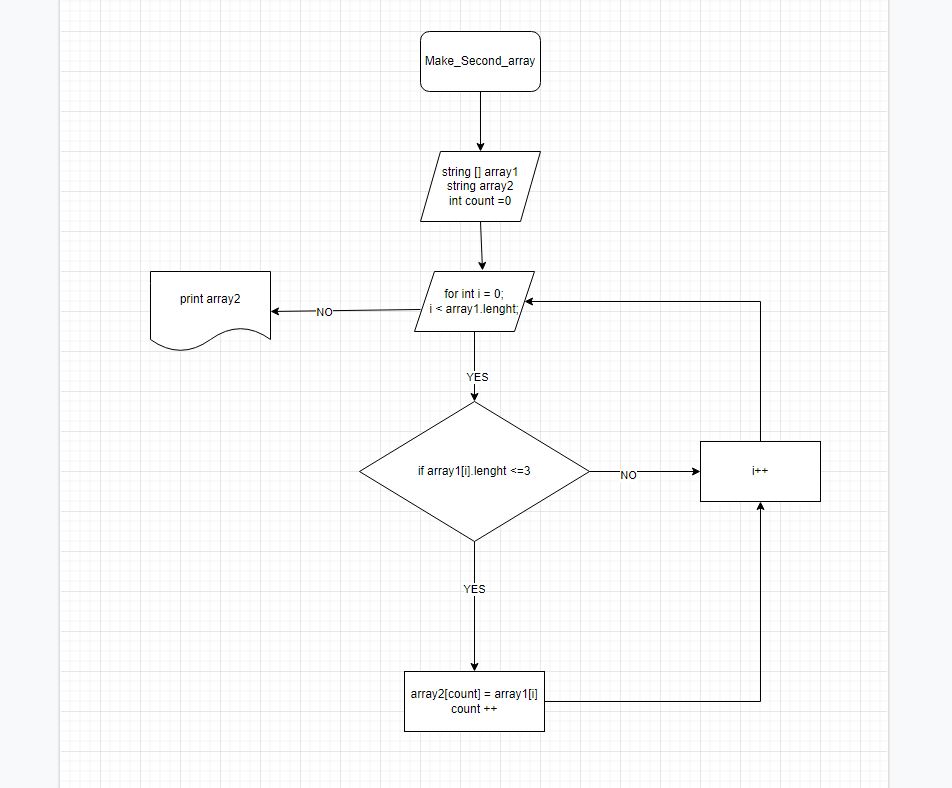 Make_Second_array
string [] array1
string array2
int count =0
for int i = 0;
i < array1.lenght;
NO
print array2
YES
if array1[i].lenght <=3
NO
i++
YES
array2[count] = array1[i]
count ++